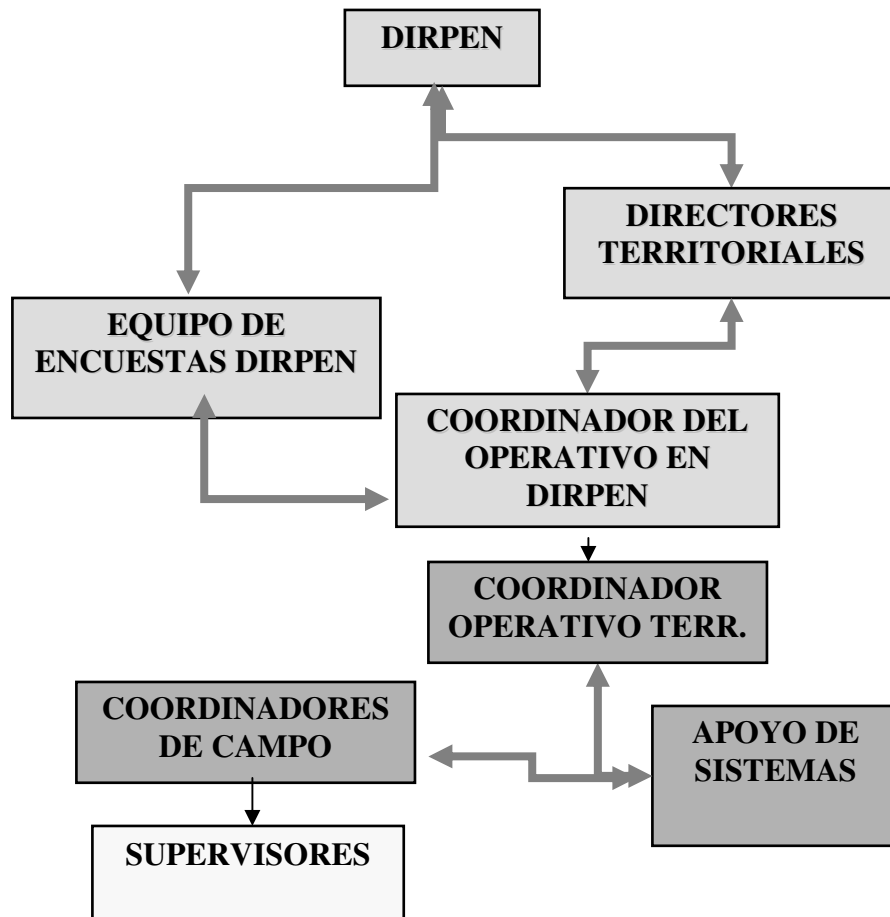 DIRPEN
DIRECTORES
TERRITORIALES
EQUIPO DE
ENCUESTAS DIRPEN
COORDINADOR DEL
OPERATIVO EN
DIRPEN
COORDINADOR
OPERATIVO TERR.
COORDINADORES
DE CAMPO
APOYO DE
SISTEMAS
SUPERVISORES